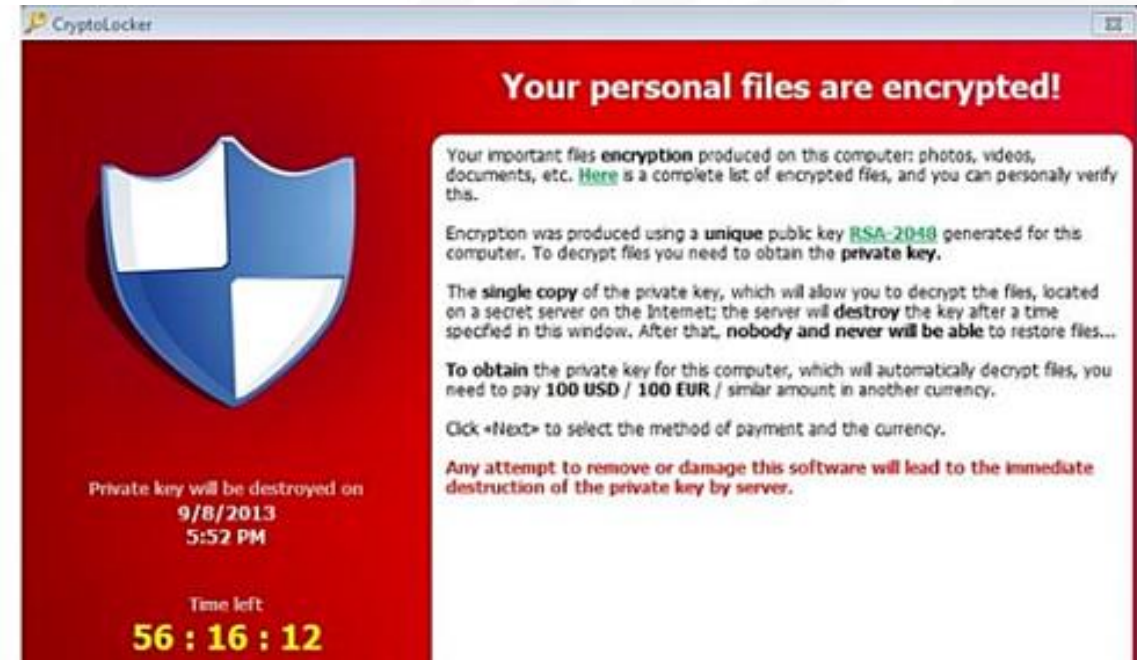 CryptoLocker
Your personal files are encrypted!
Your important files encryption produced on this computer: photos, videos,
documents, etc. Here is a complete list of encrypted files, and you can personally verify
this.
Encryption was produced using a unique public key RSA-2048 generated for this
computer. To decrypt files you need to obtain the private key.
The single copy of the private key, which will allow you to decrypt the files, located
on a secret server on the Internet; the server will destroy the key after a time
specified in this window. After that, nobody and never will be able to restore files...
To obtain the private key for this computer, which will automatically decrypt files, you
need to pay 100 USD / 100 EUR / similar amount in another currency.
Click «Next» to select the method of payment and the currency.
Any attempt to remove or damage this software will lead to the immediate
destruction of the private key by server.
Private key will be destroyed on
9/8/2013
5:52 PM
Time left
56 : 16 : 12